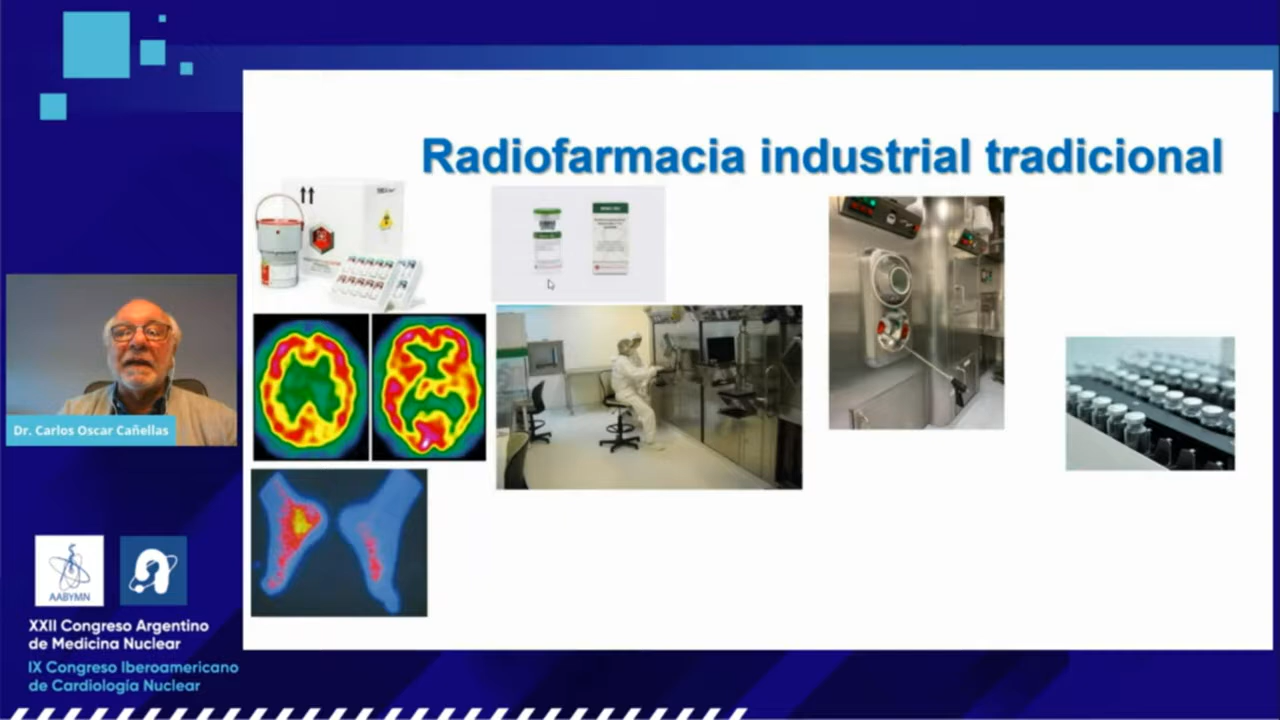 Radiofarmacia industrial tradicional
Dr. Carlos Oscar Cañellas
AABYMN
XXII Congreso Argentino
de Medicina Nuclear
IX Congreso Iberoamericano
de Cardiología Nuclear